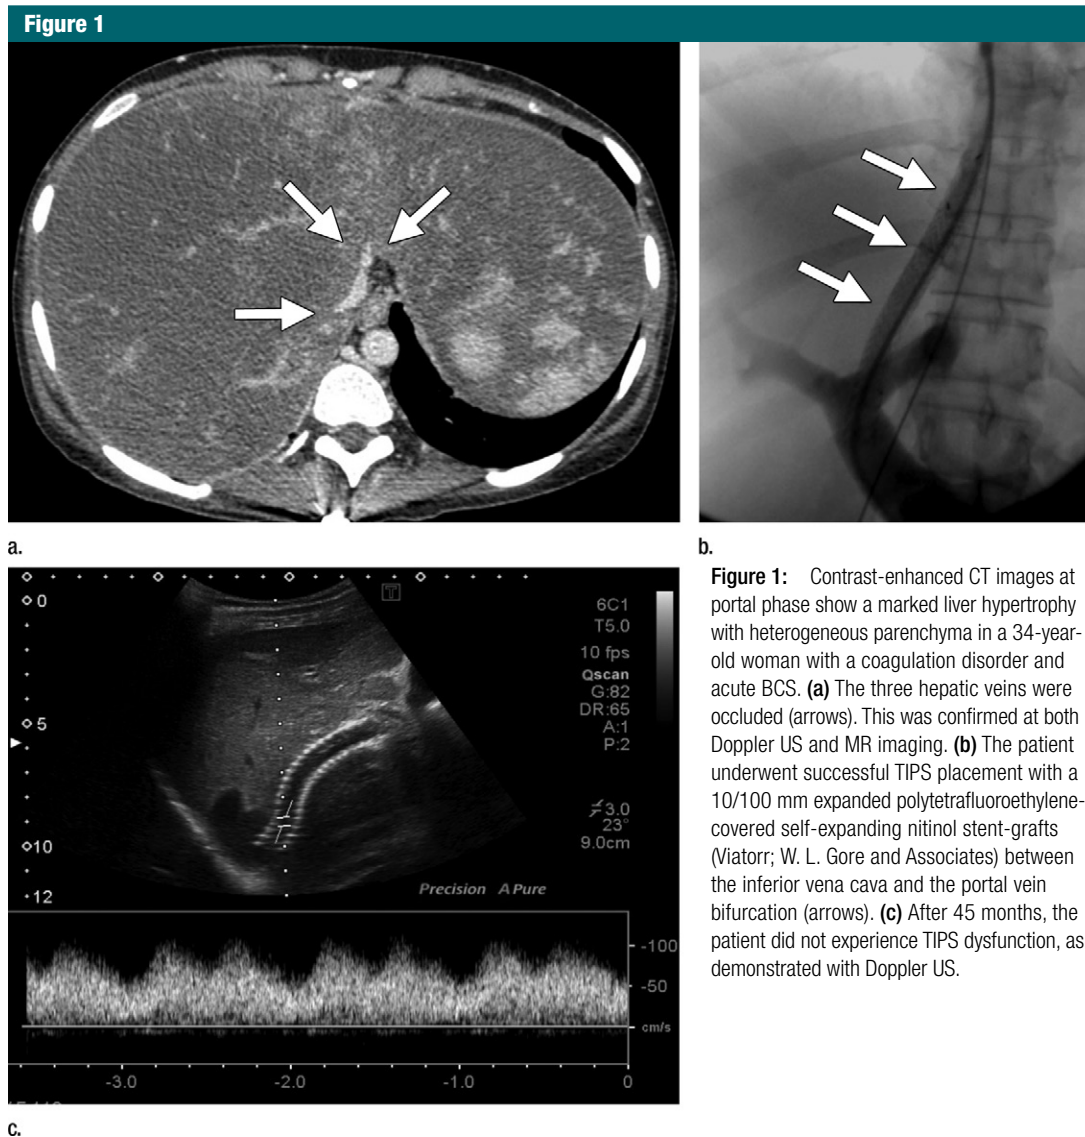 Figure 1
a.
b.
Figure 1: Contrast-enhanced CT images at
portal phase show a marked liver hypertrophy
with heterogeneous parenchyma in a 34-year-
old woman with a coagulation disorder and
acute BCS. (a) The three hepatic veins were
occluded (arrows). This was confirmed at both
Doppler US and MR imaging. (b) The patient
underwent successful TIPS placement with a
10/100 mm expanded polytetrafluoroethylene-
covered self-expanding nitinol stent-grafts
(Viatorr; W. L. Gore and Associates) between
the inferior vena cava and the portal vein
bifurcation (arrows). (c) After 45 months, the
patient did not experience TIPS dysfunction, as
demonstrated with Doppler US.
T
0
5
10
12
6C1
T5.0
10 fps
Qscan
G:82
DR:65
A:1
P:2
3.0
23°
9.0cm
Precision A Pure
-100
-50
cm/s
-3.0 -2.0 -1.0 0
c.